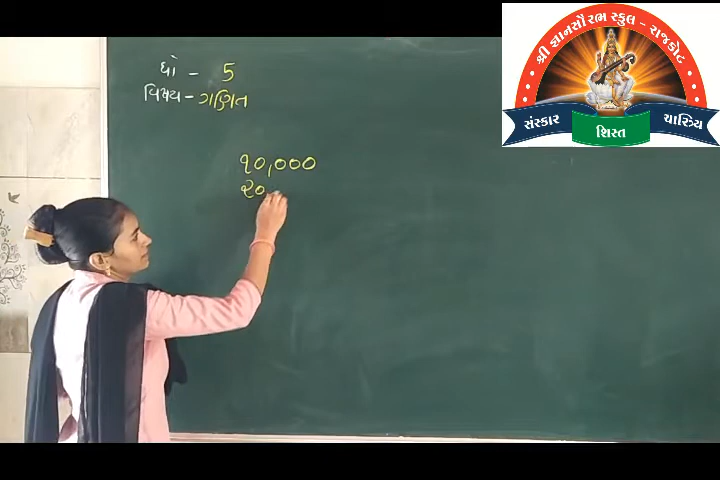 ધો - 5
વિષય - ગણિત
૧૦,૦૦૦
૨૦,
શ્રી જ્ઞાનસૌરભ સ્કુલ - રાજકોટ
સંસ્કાર
શિસ્ત
ચારિત્ર્ય